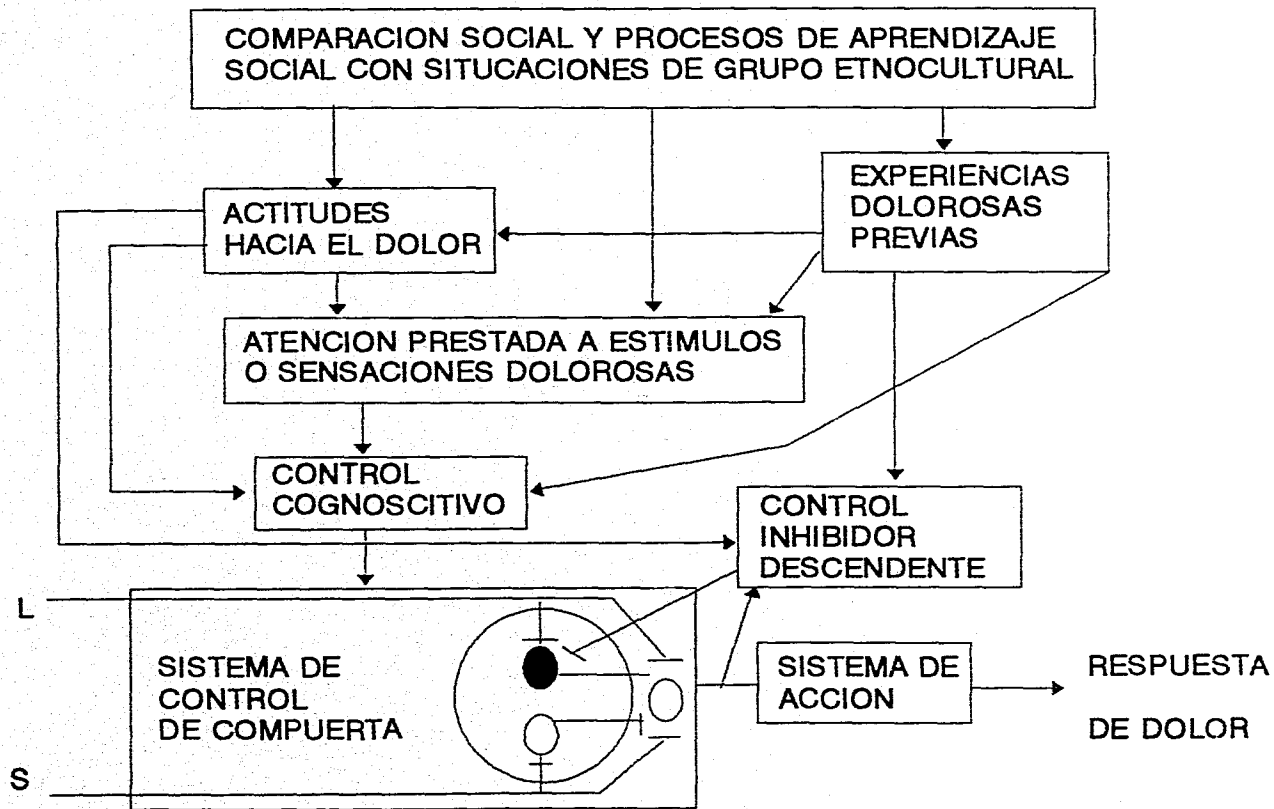 COMPARACION SOCIAL Y PROCESOS DE APRENDIZAJE
SOCIAL CON SITUCACIONES DE GRUPO ETNOCULTURAL
EXPERIENCIAS
DOLOROSAS
PREVIAS
ACTITUDES
HACIA EL DOLOR
ATENCION PRESTADA A ESTIMULOS
O SENSACIONES DOLOROSAS
CONTROL
COGNOSCITIVO
CONTROL
INHIBIDOR
DESCENDENTE
L
SISTEMA DE
CONTROL
DE COMPUERTA
S
SISTEMA DE
ACCION
RESPUESTA
DE DOLOR